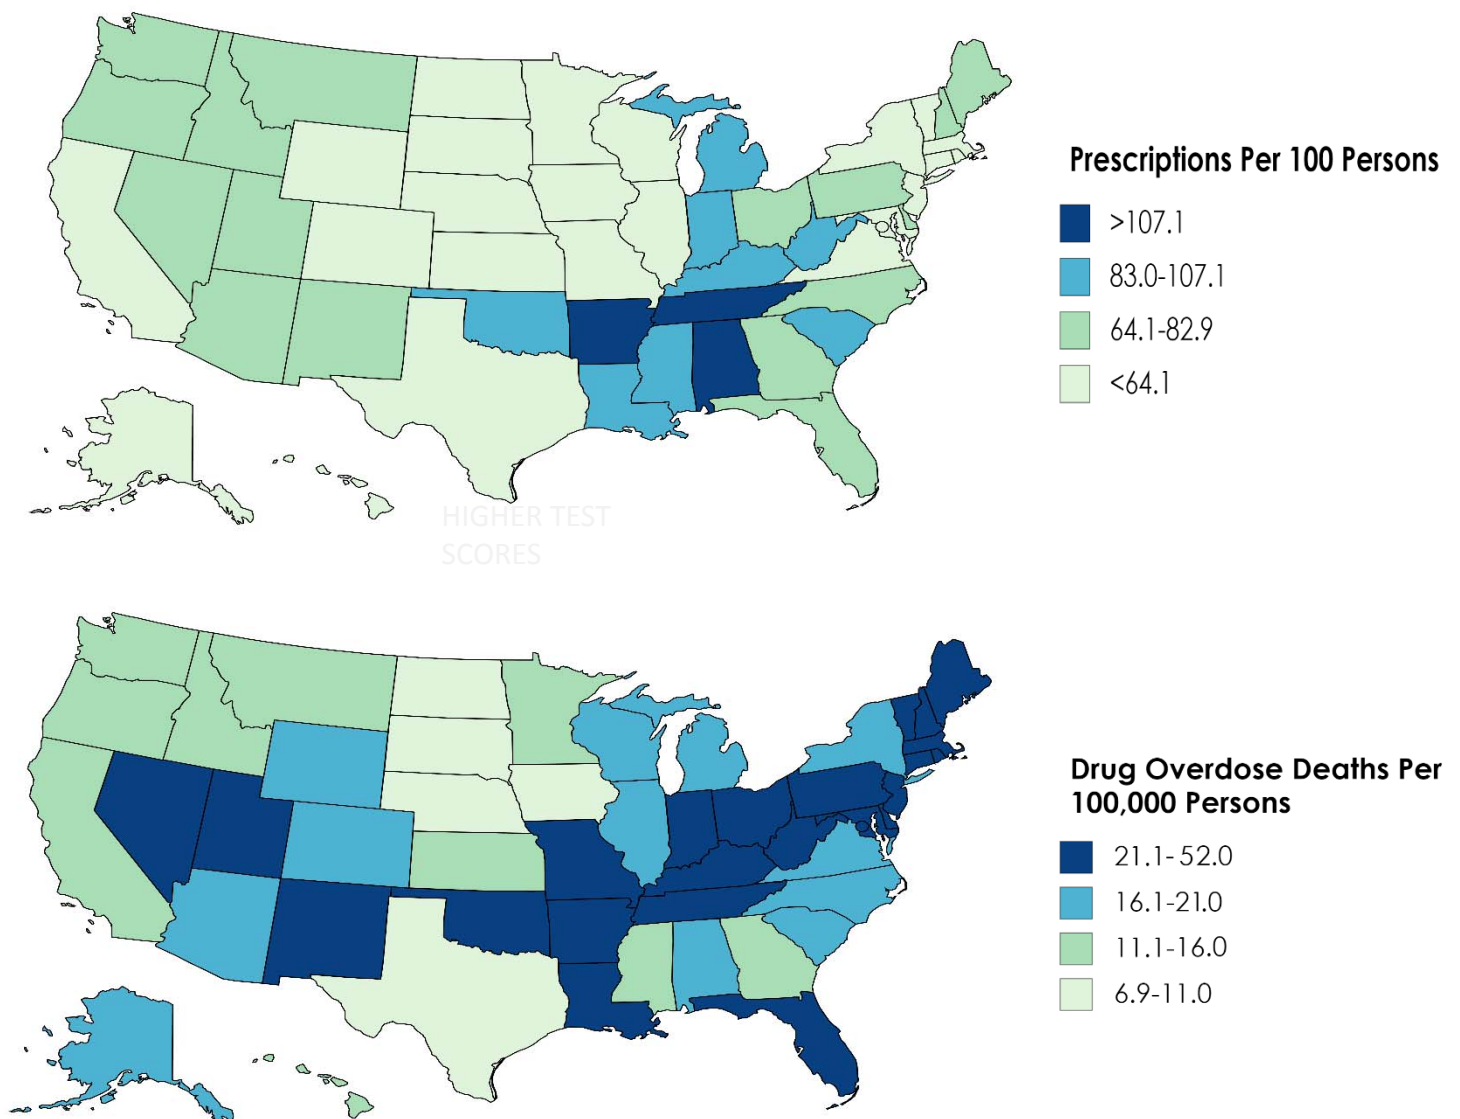 Prescriptions Per 100 Persons
>107.1
83.0-107.1
64.1-82.9
<64.1
HIGHER TEST
SCORES
Drug Overdose Deaths Per
100,000 Persons
21.1-52.0
16.1-21.0
11.1-16.0
6.9-11.0